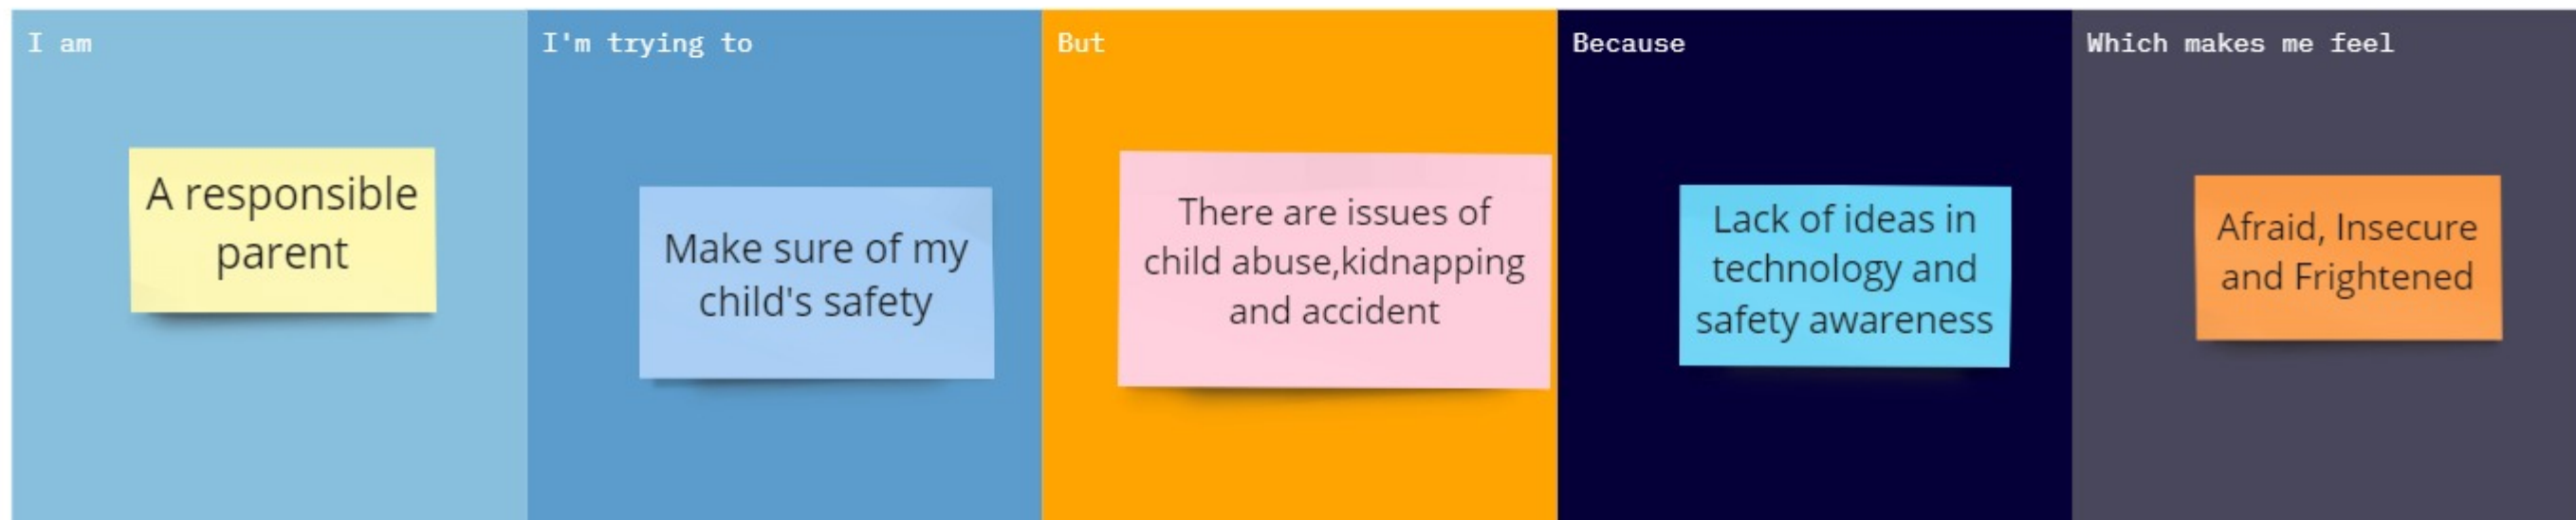 I am
A responsible
parent
I'm trying to
Make sure of my
child's safety
But
There are issues of
child abuse,kidnapping
and accident
Because
Lack of ideas in
technology and
safety awareness
Which makes me feel
Afraid, Insecure
and Frightened